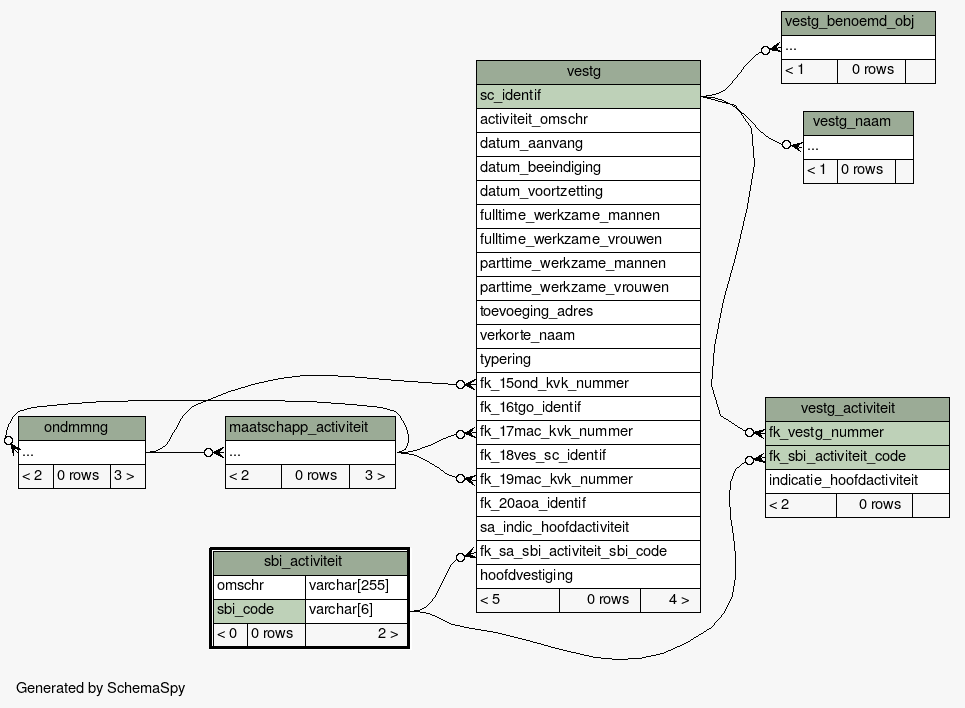 vestg_benoemd_obj
...
< 1 0 rows
vestg
sc_identif
activiteit_omschr
datum_aanvang
datum_beeindiging
datum_voortzetting
fulltime_werkzame_mannen
fulltime_werkzame_vrouwen
parttime_werkzame_mannen
parttime_werkzame_vrouwen
toevoeging_adres
verkorte_naam
typering
fk_15ond_kvk_nummer
fk_16tgo_identif
fk_17mac_kvk_nummer
fk_18ves_sc_identif
fk_19mac_kvk_nummer
fk_20aoa_identif
sa_indic_hoofdactiviteit
fk_sa_sbi_activiteit_sbi_code
hoofdvestiging
< 5 0 rows 4 >
vestg_naam
...
< 1 0 rows
ondrnmng
...
< 2 0 rows 3 >
maatschapp_activiteit
...
< 2 0 rows 3 >
vestg_activiteit
fk_vestg_nummer
fk_sbi_activiteit_code
indicatie_hoofdactiviteit
< 2 0 rows
sbi_activiteit
omschr varchar[255]
sbi_code varchar[6]
< 0 0 rows 2 >
Generated by SchemaSpy